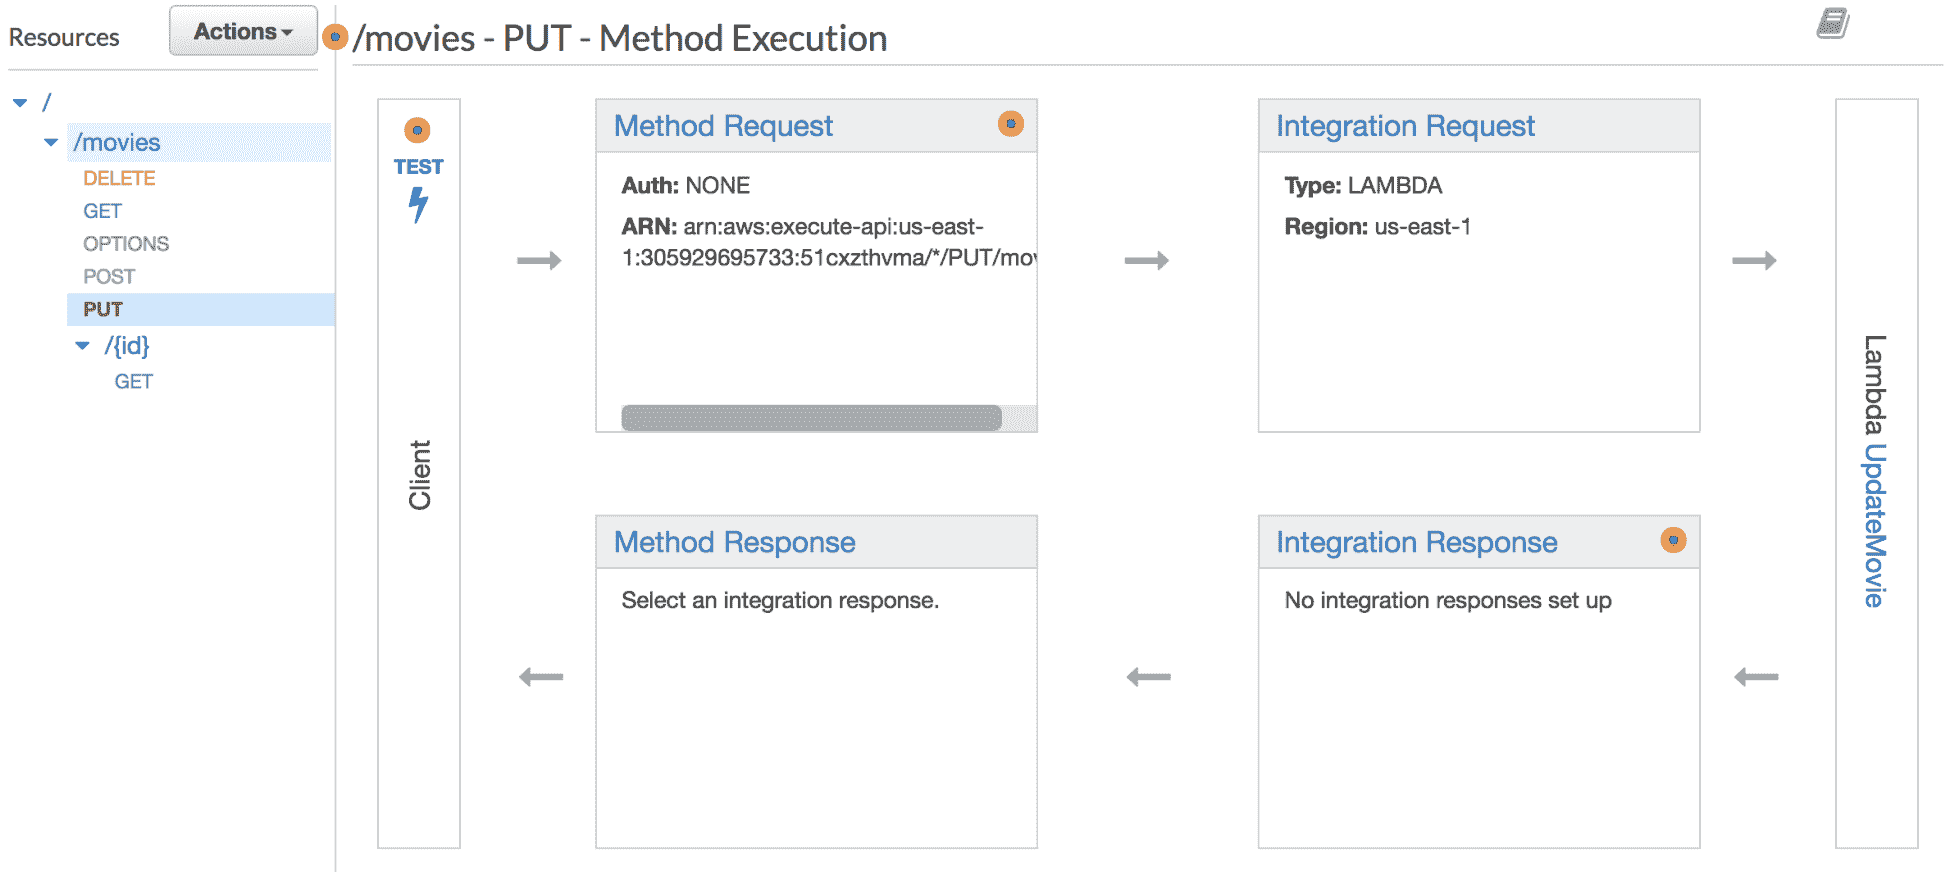 Resources
Actions
/movies - PUT - Method Execution
/
/movies
DELETE
GET
OPTIONS
POST
PUT
/{id}
GET
TEST
Client
Method Request
Auth: NONE
ARN: arn:aws:execute-api:us-east-
1:305929695733:51cxzthvma/*/PUT/mov
Integration Request
Type: LAMBDA
Region: us-east-1
Lambda UpdateMovie
Method Response
Select an integration response.
Integration Response
No integration responses set up